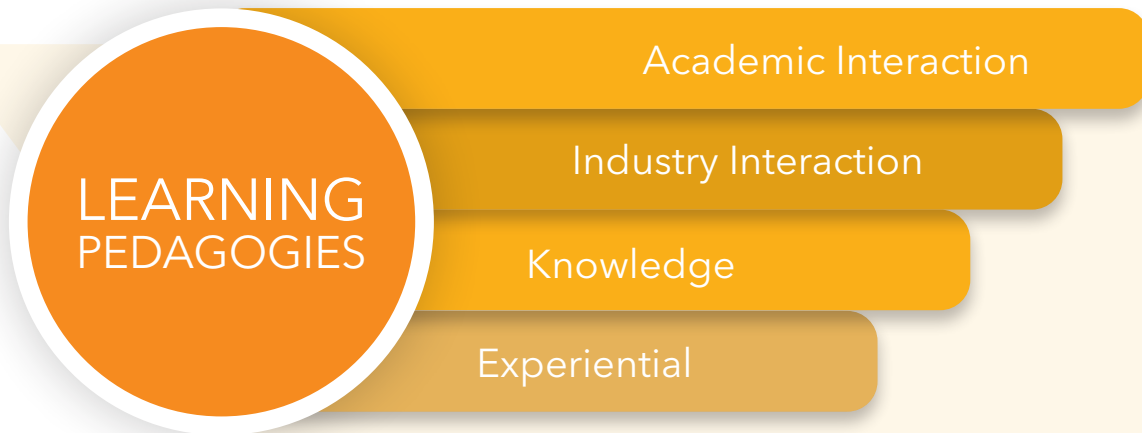 LEARNING
PEDAGOGIES
Academic Interaction
Industry Interaction
Knowledge
Experiential